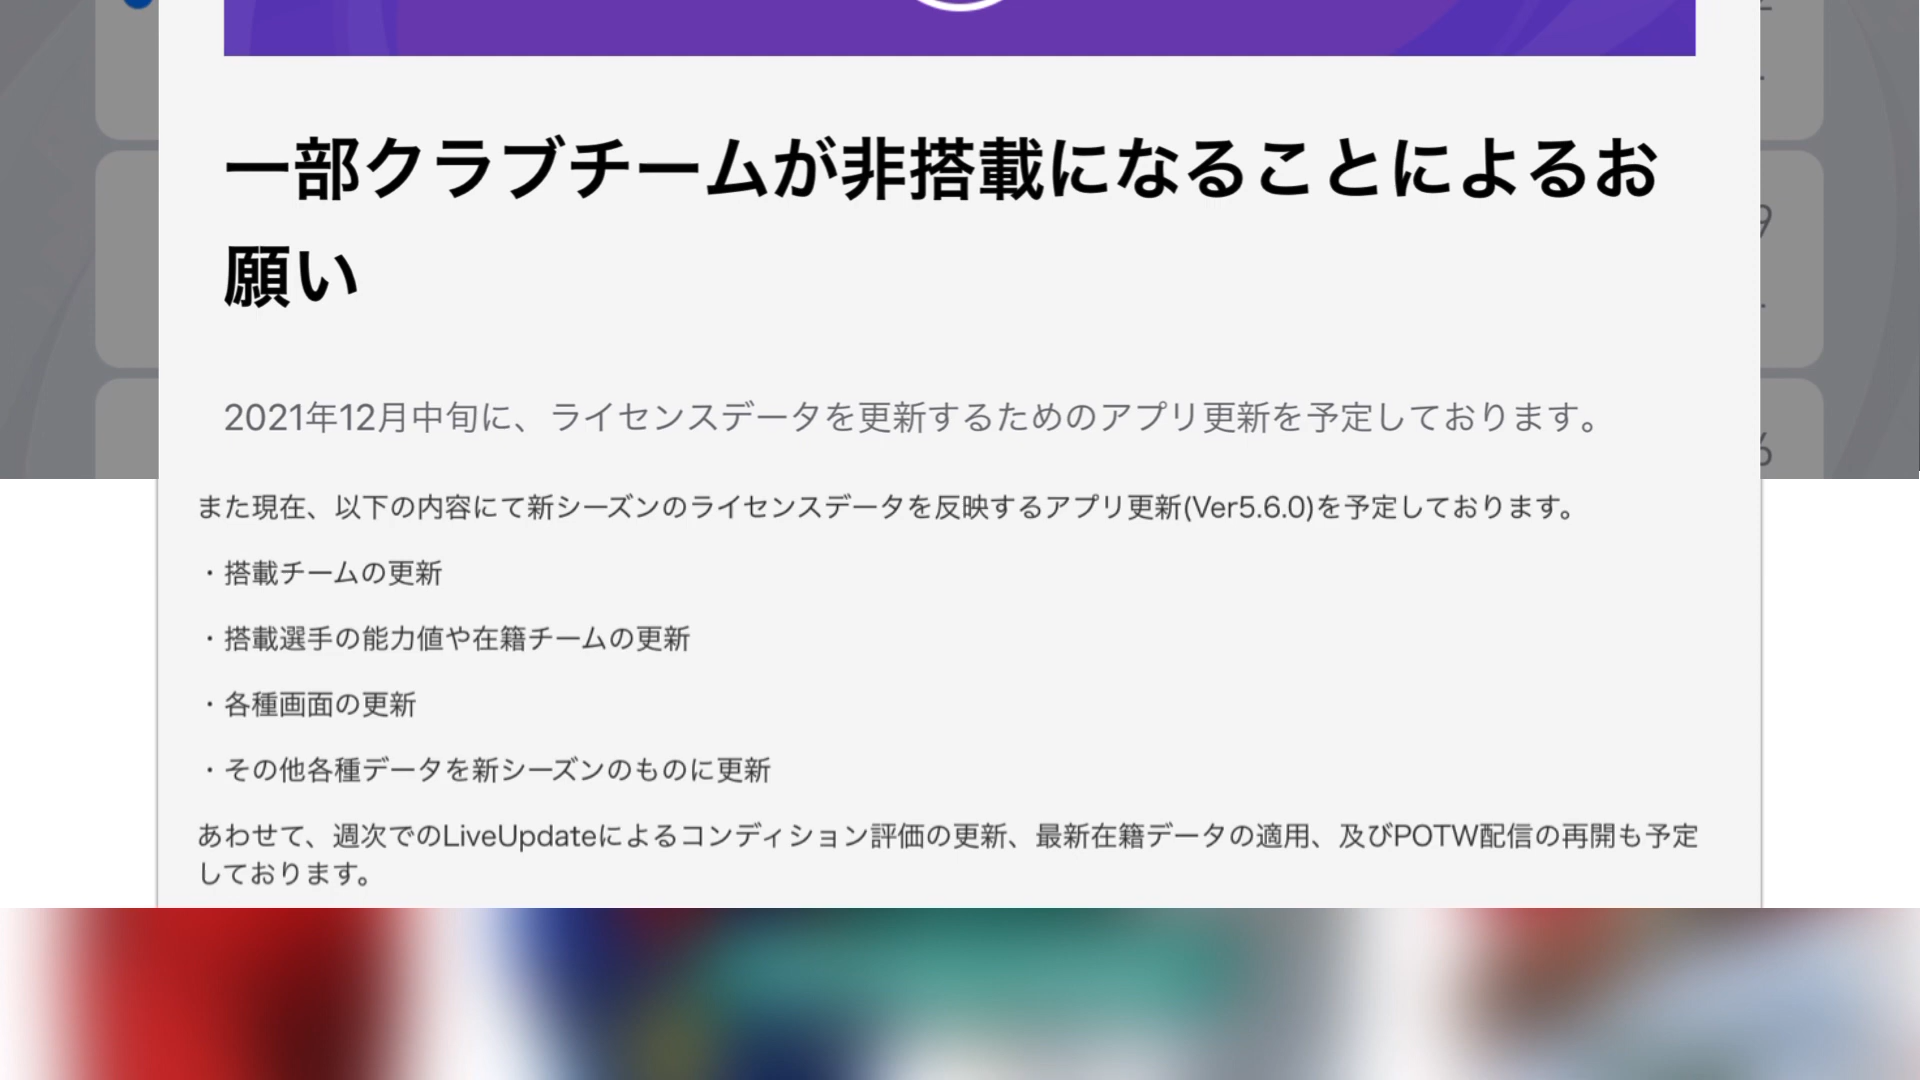 一部クラブチームが非搭載になることによるお
願い
2021年12月中旬に、ライセンスデータを更新するためのアプリ更新を予定しております。
また現在、以下の内容にて新シーズンのライセンスデータを反映するアプリ更新(Ver5.6.0)を予定しております。
・搭載チームの更新
・搭載選手の能力値や在籍チームの更新
・各種画面の更新
・その他各種データを新シーズンのものに更新
あわせて、週次でのLiveUpdateによるコンディション評価の更新、最新在籍データの適用、及びPOTW配信の再開も予定
しております。